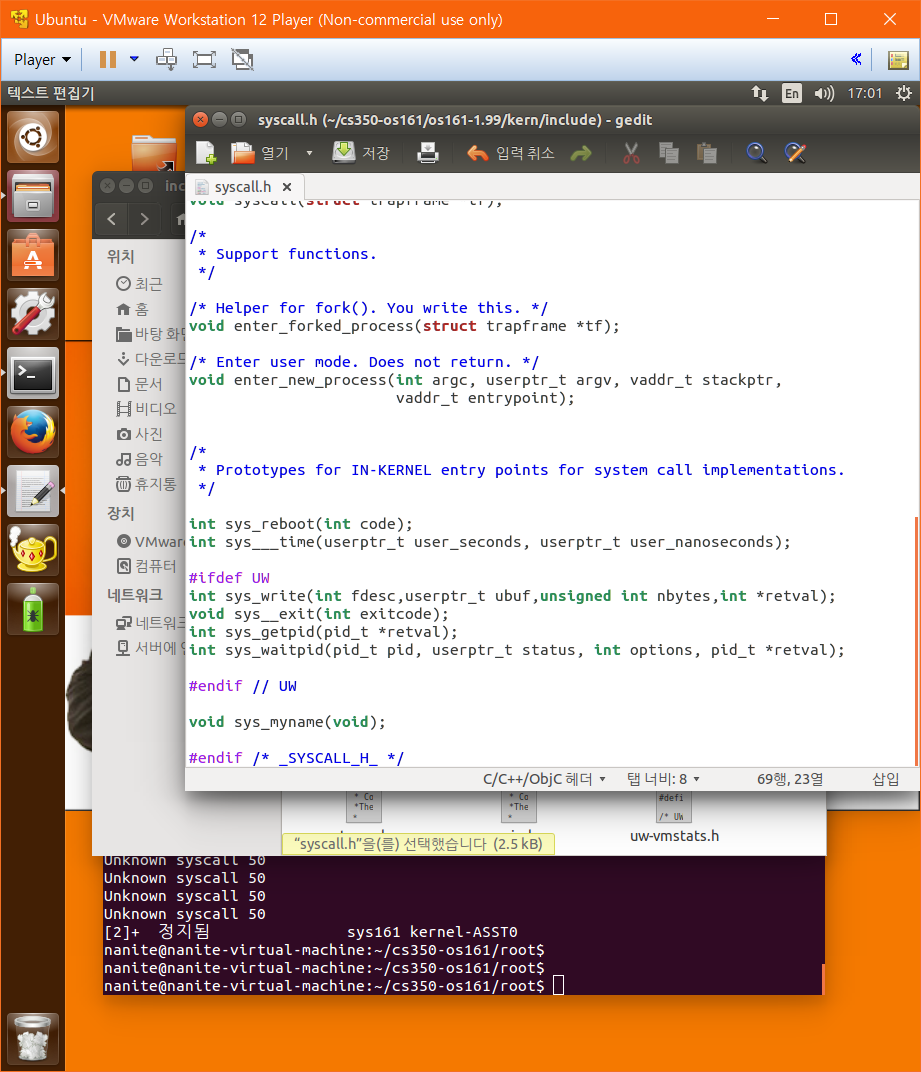 Ubuntu - VMware Workstation 12 Player (Non-commercial use only)
Player
텍스트 편집기
En
17:01
syscall.h (~/cs350-os161/os161-1.99/kern/include) - gedit
열기
저장
입력 취소
inc
syscall.h
void syscall(struct trapframe *tf);
/*
 * Support functions.
 */
/* Helper for fork(). You write this. */
void enter_forked_process(struct trapframe *tf);
/* Enter user mode. Does not return. */
void enter_new_process(int argc, userptr_t argv, vaddr_t stackptr,
vaddr_t entrypoint);
/*
 * Prototypes for IN-KERNEL entry points for system call implementations.
 */
int sys_reboot(int code);
int sys___time(userptr_t user_seconds, userptr_t user_nanoseconds);
#ifdef UW
int sys_write(int fdesc,userptr_t ubuf,unsigned int nbytes,int *retval);
void sys__exit(int exitcode);
int sys_getpid(pid_t *retval);
int sys_waitpid(pid_t pid, userptr_t status, int options, pid_t *retval);
#endif // UW
void sys_myname(void);
#endif /* _SYSCALL_H_ */
C/C++/ObjC 헤더
탭 너비: 8
69행, 23열
삽입
위치
최근
홈
바탕 화면
다운로드
문서
비디오
사진
음악
휴지통
장치
VMware
컴퓨터
네트워크
네트워크
서버에
* Co
*The
*
* Co
*The
*
#defi
/* UW
uw-vmstats.h
“syscall.h”을(를) 선택했습니다 (2.5 kB)
Unknown syscall 50
Unknown syscall 50
Unknown syscall 50
Unknown syscall 50
[2]+  정지됨               sys161 kernel-ASST0
nanite@nanite-virtual-machine:~/cs350-os161/root$
nanite@nanite-virtual-machine:~/cs350-os161/root$
nanite@nanite-virtual-machine:~/cs350-os161/root$